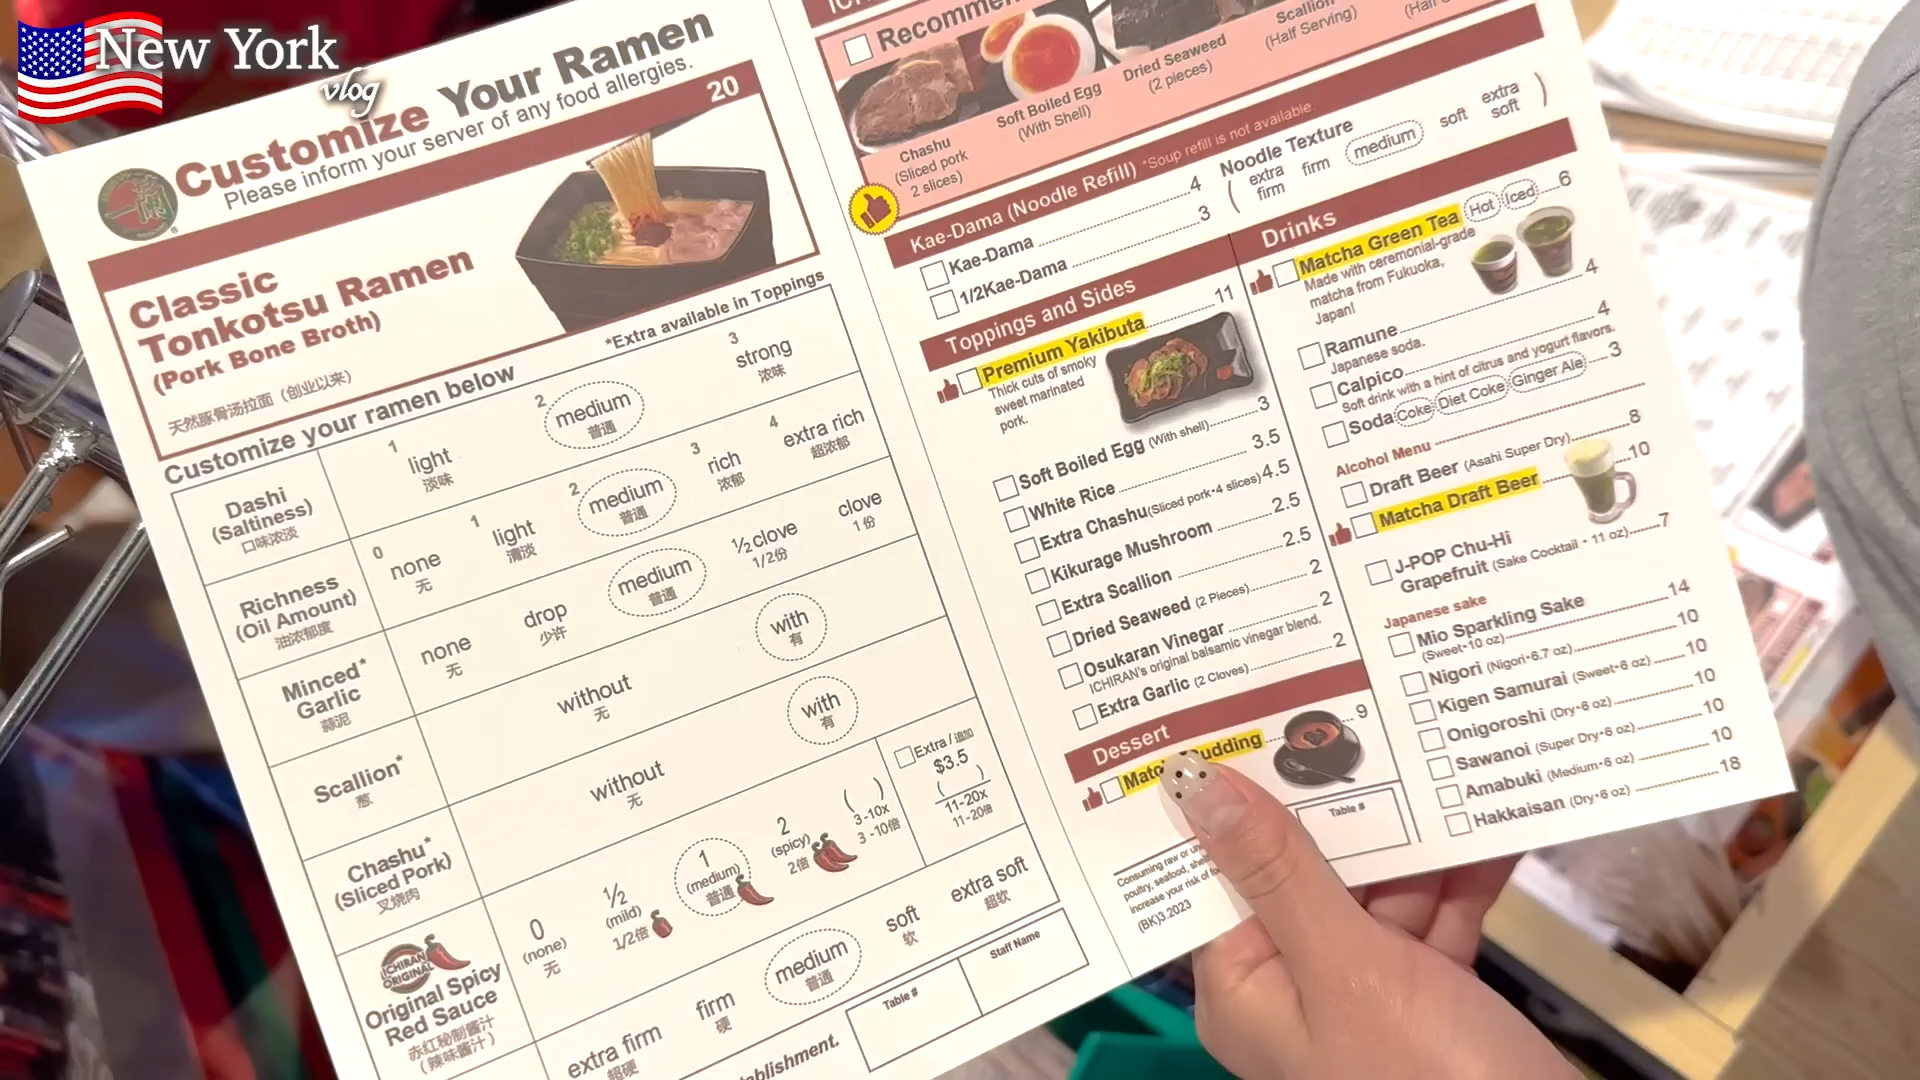 New York
vlog
Customize Your Ramen
Please inform your server of any food allergies.
20
Classic
Tonkotsu Ramen
(Pork Bone Broth)
天然豚骨汤拉面（创业以来）
*Extra available in Toppings
Customize your ramen below
Dashi
(Saltiness)
口味浓淡
1 light 淡味
2 medium 普通
3 strong 浓味
Richness
(Oil Amount)
油浓郁度
0 none 无
1 light 清淡
2 medium 普通
3 rich 浓郁
4 extra rich 超浓郁
Minced*
Garlic
蒜泥
none 无
drop 少许
medium 普通
½clove 1/2份
clove 1份
Scallion*
葱
without 无
with 有
Chashu*
(Sliced Pork)
叉烧肉
without 无
with 有
ICHIRAN
ORIGINAL
Original Spicy
Red Sauce
赤红秘制酱汁
（辣味酱汁）
0 (none) 无
½ (mild) 1/2倍
1 (medium) 普通
2 (spicy) 2倍
( ) 3-10x 3-10倍
Extra / 追加
$3.5
( )
11-20x
11-20倍
extra firm 超硬
firm 硬
medium 普通
soft 软
extra soft 超软
Table #
Staff Name
Chashu
(Sliced pork
2 slices)
Soft Boiled Egg
(With Shell)
Dried Seaweed
(2 pieces)
Scallion
(Half Serving)
Kae-Dama (Noodle Refill) *Soup refill is not available.
Kae-Dama 4
1/2Kae-Dama 3
Noodle Texture
( extra firm firm medium soft extra soft )
Toppings and Sides
Premium Yakibuta 11
Thick cuts of smoky
sweet marinated
pork.
Soft Boiled Egg (With shell) 3
White Rice 3.5
Extra Chashu(Sliced pork•4 slices) 4.5
Kikurage Mushroom 2.5
Extra Scallion 2.5
Dried Seaweed (2 Pieces) 2
Osukaran Vinegar 2
ICHIRAN's original balsamic vinegar blend.
Extra Garlic (2 Cloves) 2
Dessert
Pudding 9
Drinks
Matcha Green Tea Hot Iced 6
Made with ceremonial-grade
matcha from Fukuoka,
Japan!
Ramune 4
Japanese soda.
Calpico 4
Soft drink with a hint of citrus and yogurt flavors.
Soda Coke Diet Coke Ginger Ale 3
Alcohol Menu
Draft Beer (Asahi Super Dry) 8
Matcha Draft Beer 10
J-POP Chu-Hi
Grapefruit (Sake Cocktail • 11 oz) 7
Japanese sake
Mio Sparkling Sake 14
(Sweet•10 oz)
Nigori (Nigori•6.7 oz) 10
Kigen Samurai (Sweet•6 oz) 10
Onigoroshi (Dry•6 oz) 10
Sawanoi (Super Dry•6 oz) 10
Amabuki (Medium•6 oz) 10
Hakkaisan (Dry•6 oz) 18
Table #
Consuming raw or
poultry, seafood,
increase your risk of
(BK)3.2023